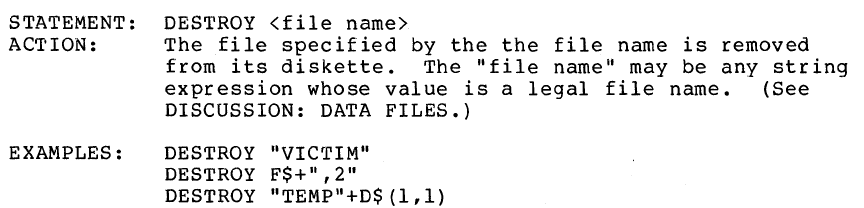 STATEMENT: DESTROY <file name>
ACTION: The file specified by the the file name is removed
from its diskette. The "file name" may be any string
expression whose value is a legal file name. (See
DISCUSSION: DATA FILES.)
EXAMPLES: DESTROY "VICTIM"
DESTROY F$+",2"
DESTROY "TEMP"+D$(1,1)